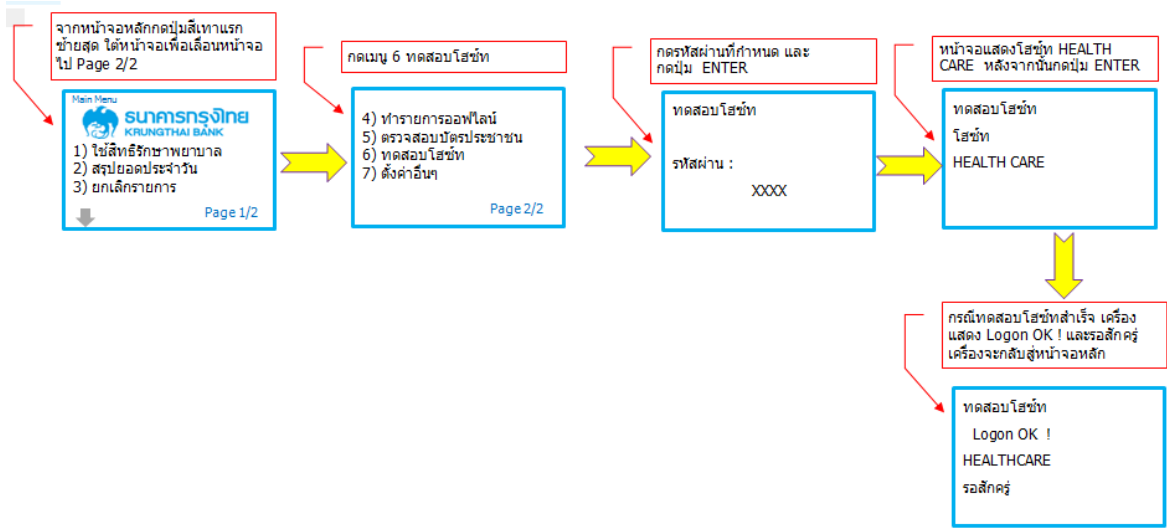 จากหน้าจอหลักกดปุ่มสีเทาแรก
ซ้ายสุด ใต้หน้าจอเพื่อเลื่อนหน้าจอ
ไป Page 2/2
Main Menu
ธนาคารกรุงไทย
KRUNGTHAI BANK
1) ใช้สิทธิรักษาพยาบาล
2) สรุปยอดประจำวัน
3) ยกเลิกรายการ
Page 1/2
กดเมนู 6 ทดสอบโฮซ์ท
4) ทำรายการออฟไลน์
5) ตรวจสอบบัตรประชาชน
6) ทดสอบโฮซ์ท
7) ตั้งค่าอื่นๆ
Page 2/2
กดรหัสผ่านที่กำหนด และ
กดปุ่ม ENTER
ทดสอบโฮซ์ท
รหัสผ่าน :
XXXX
หน้าจอแสดงโฮซ์ท HEALTH
CARE หลังจากนั้นกดปุ่ม ENTER
ทดสอบโฮซ์ท
โฮซ์ท
HEALTH CARE
กรณีทดสอบโฮซ์ทสำเร็จ เครื่อง
แสดง Logon OK ! และรอสักครู่
เครื่องจะกลับสู่หน้าจอหลัก
ทดสอบโฮซ์ท
Logon OK !
HEALTHCARE
รอสักครู่